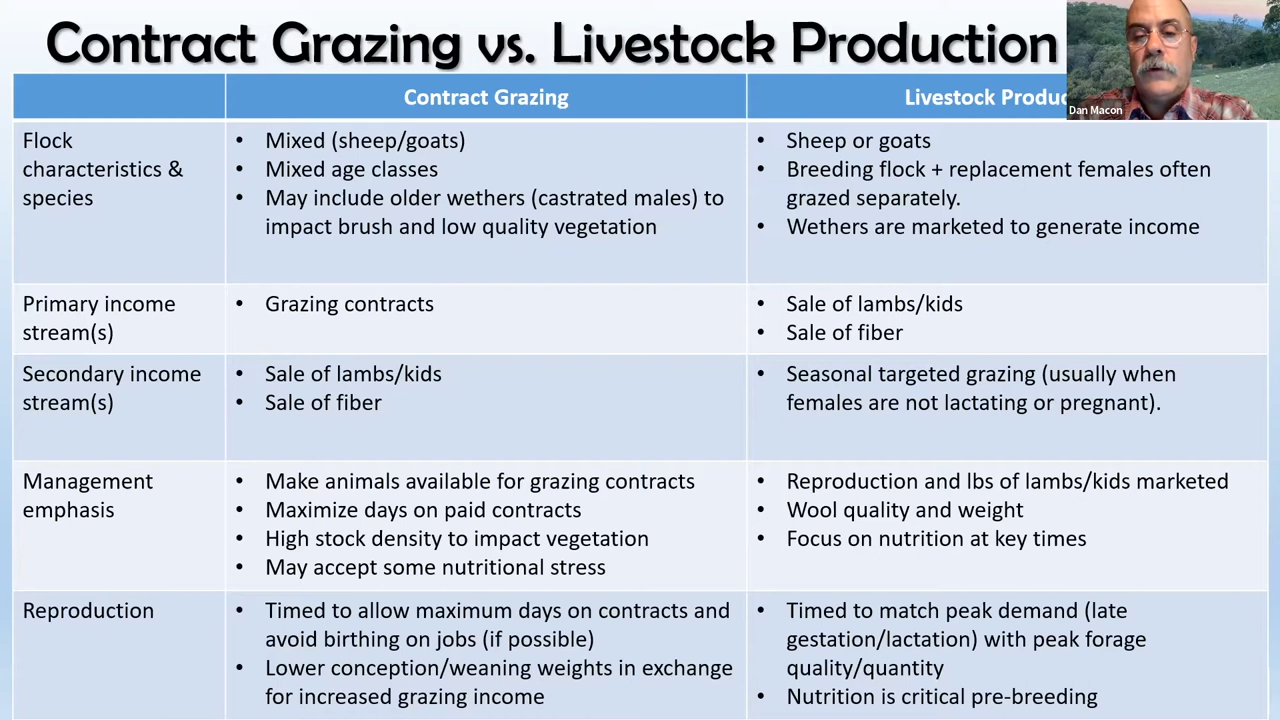 Contract Grazing vs. Livestock Production
Dan Macon
Contract Grazing
Livestock
Flock
characteristics &
species
• Mixed (sheep/goats)
• Mixed age classes
• May include older wethers (castrated males) to
impact brush and low quality vegetation
• Sheep or goats
• Breeding flock + replacement females often
grazed separately.
• Wethers are marketed to generate income
Primary income
stream(s)
• Grazing contracts
• Sale of lambs/kids
• Sale of fiber
Secondary income
stream(s)
• Sale of lambs/kids
• Sale of fiber
• Seasonal targeted grazing (usually when
females are not lactating or pregnant).
Management
emphasis
• Make animals available for grazing contracts
• Maximize days on paid contracts
• High stock density to impact vegetation
• May accept some nutritional stress
• Reproduction and lbs of lambs/kids marketed
• Wool quality and weight
• Focus on nutrition at key times
Reproduction
• Timed to allow maximum days on contracts and
avoid birthing on jobs (if possible)
• Lower conception/weaning weights in exchange
for increased grazing income
• Timed to match peak demand (late
gestation/lactation) with peak forage
quality/quantity
• Nutrition is critical pre-breeding